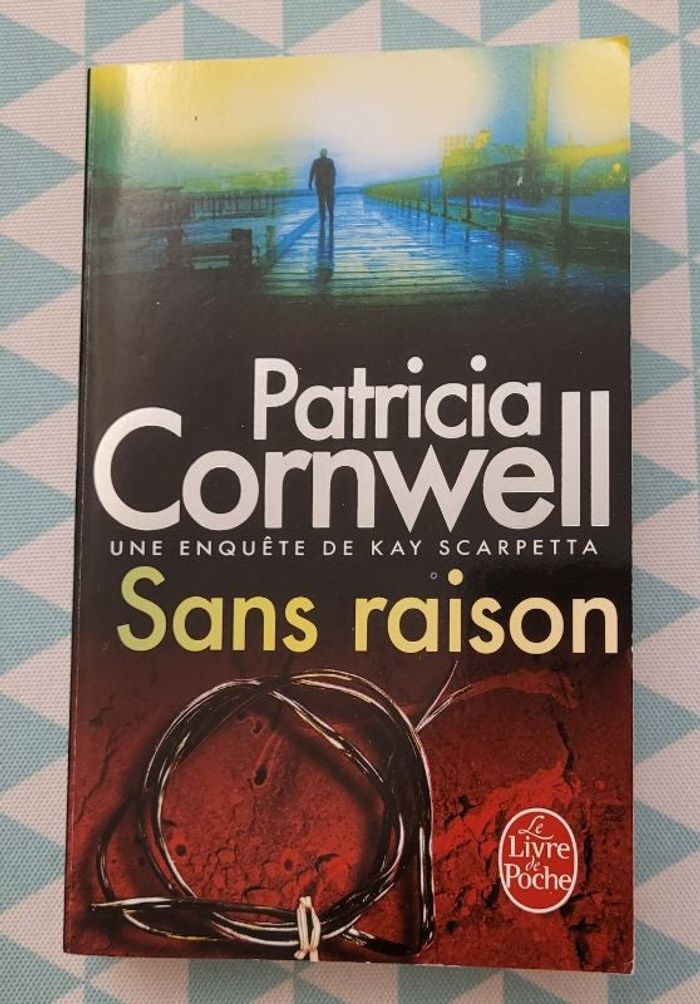 Patricia
Cornwell
UNE ENQUÊTE DE KAY SCARPETTA
Sans raison
Le
Livre
de
Poche